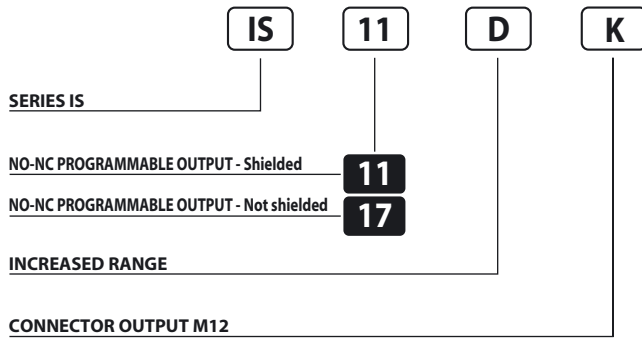 IS 11 D K
SERIES IS
NO-NC PROGRAMMABLE OUTPUT - Shielded 11
NO-NC PROGRAMMABLE OUTPUT - Not shielded 17
INCREASED RANGE
CONNECTOR OUTPUT M12